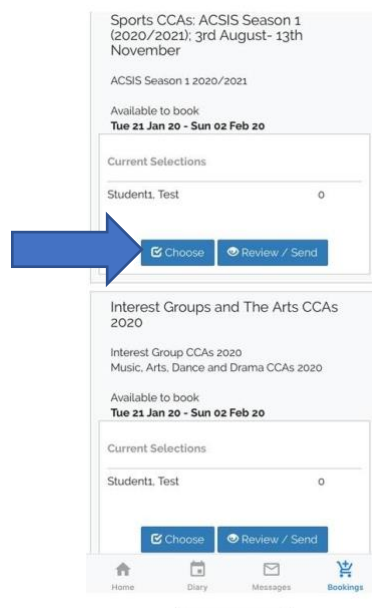 Sports CCAs: ACSIS Season 1
(2020/2021); 3rd August- 13th
November
ACSIS Season 1 2020/2021
Available to book
Tue 21 Jan 20 - Sun 02 Feb 20
Current Selections
Student1, Test 0
Choose Review / Send
Interest Groups and The Arts CCAs
2020
Interest Group CCAs 2020
Music, Arts, Dance and Drama CCAs 2020
Available to book
Tue 21 Jan 20 - Sun 02 Feb 20
Current Selections
Student1, Test 0
Choose Review / Send
Home Diary Messages Bookings